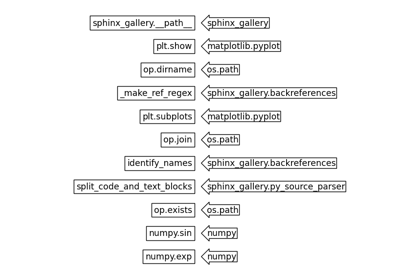 sphinx_gallery.__path__ sphinx_gallery
plt.show matplotlib.pyplot
op.dirname os.path
_make_ref_regex sphinx_gallery.backreferences
plt.subplots matplotlib.pyplot
op.join os.path
identify_names sphinx_gallery.backreferences
split_code_and_text_blocks sphinx_gallery.py_source_parser
op.exists os.path
numpy.sin numpy
numpy.exp numpy